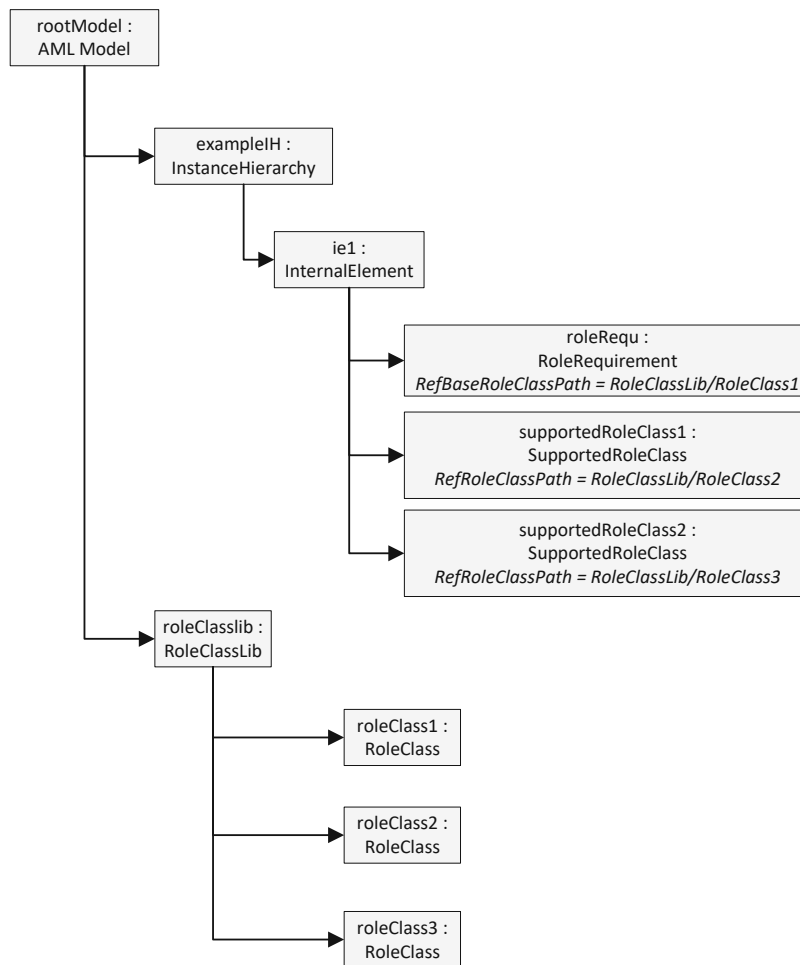 rootModel :
AML Model
exampleIH :
InstanceHierarchy
ie1 :
InternalElement
roleRequ :
RoleRequirement
RefBaseRoleClassPath = RoleClassLib/RoleClass1
supportedRoleClass1 :
SupportedRoleClass
RefRoleClassPath = RoleClassLib/RoleClass2
supportedRoleClass2 :
SupportedRoleClass
RefRoleClassPath = RoleClassLib/RoleClass3
roleClasslib :
RoleClassLib
roleClass1 :
RoleClass
roleClass2 :
RoleClass
roleClass3 :
RoleClass